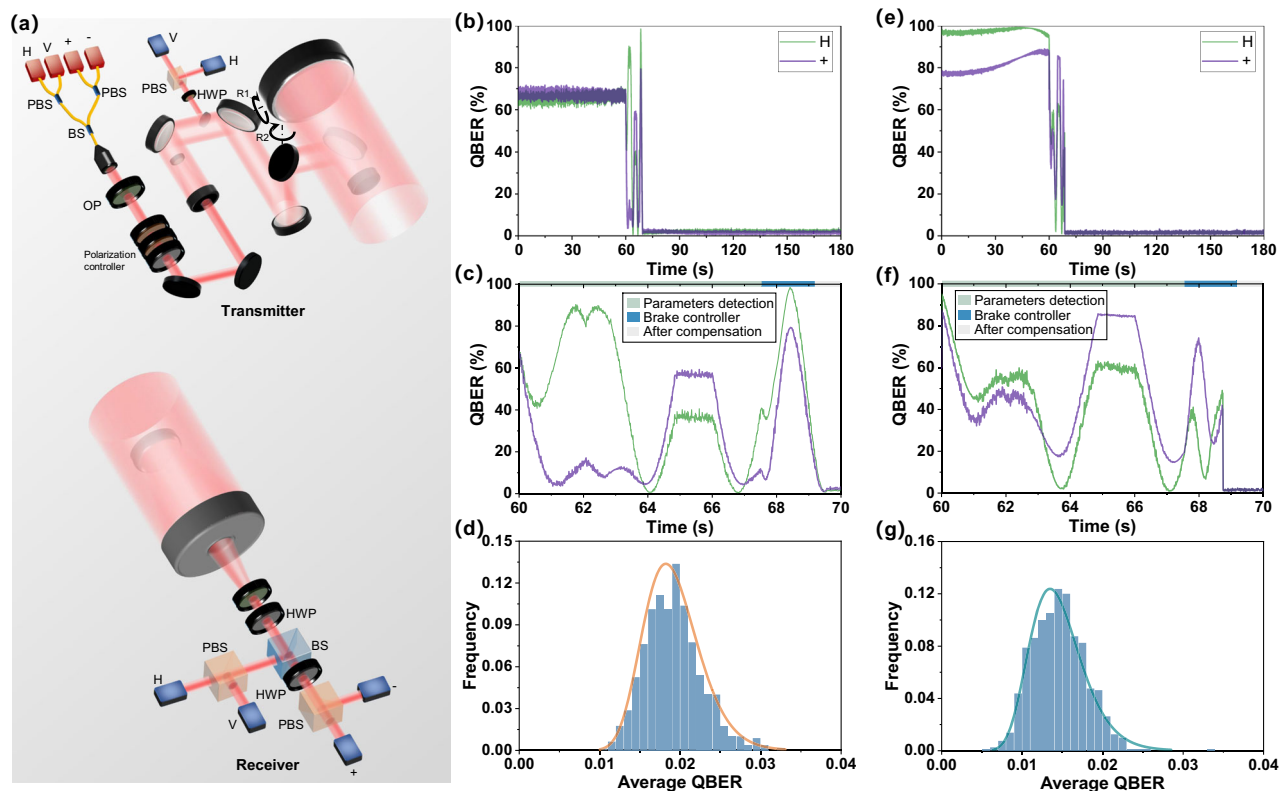 (a)
H V + -
PBS
PBS
BS
OP
Polarization
controller
V
H
PBS
HWP
R1
R2
Transmitter
HWP
BS
PBS
H
HWP
V
PBS
-
+
Receiver
(b)
QBER (%)
100
80
60
40
20
0
H
+
0 30 60 90 120 150 180
Time (s)
(c)
QBER (%)
100
80
60
40
20
0
Parameters detection
Brake controller
After compensation
60 62 64 66 68 70
Time (s)
(d)
Frequency
0.15
0.12
0.09
0.06
0.03
0.00
0.00 0.01 0.02 0.03 0.04
Average QBER
(e)
QBER (%)
100
80
60
40
20
0
H
+
0 30 60 90 120 150 180
Time (s)
(f)
QBER (%)
100
80
60
40
20
0
Parameters detection
Brake controller
After compensation
60 62 64 66 68 70
Time (s)
(g)
Frequency
0.16
0.12
0.08
0.04
0.00
0.00 0.01 0.02 0.03 0.04
Average QBER